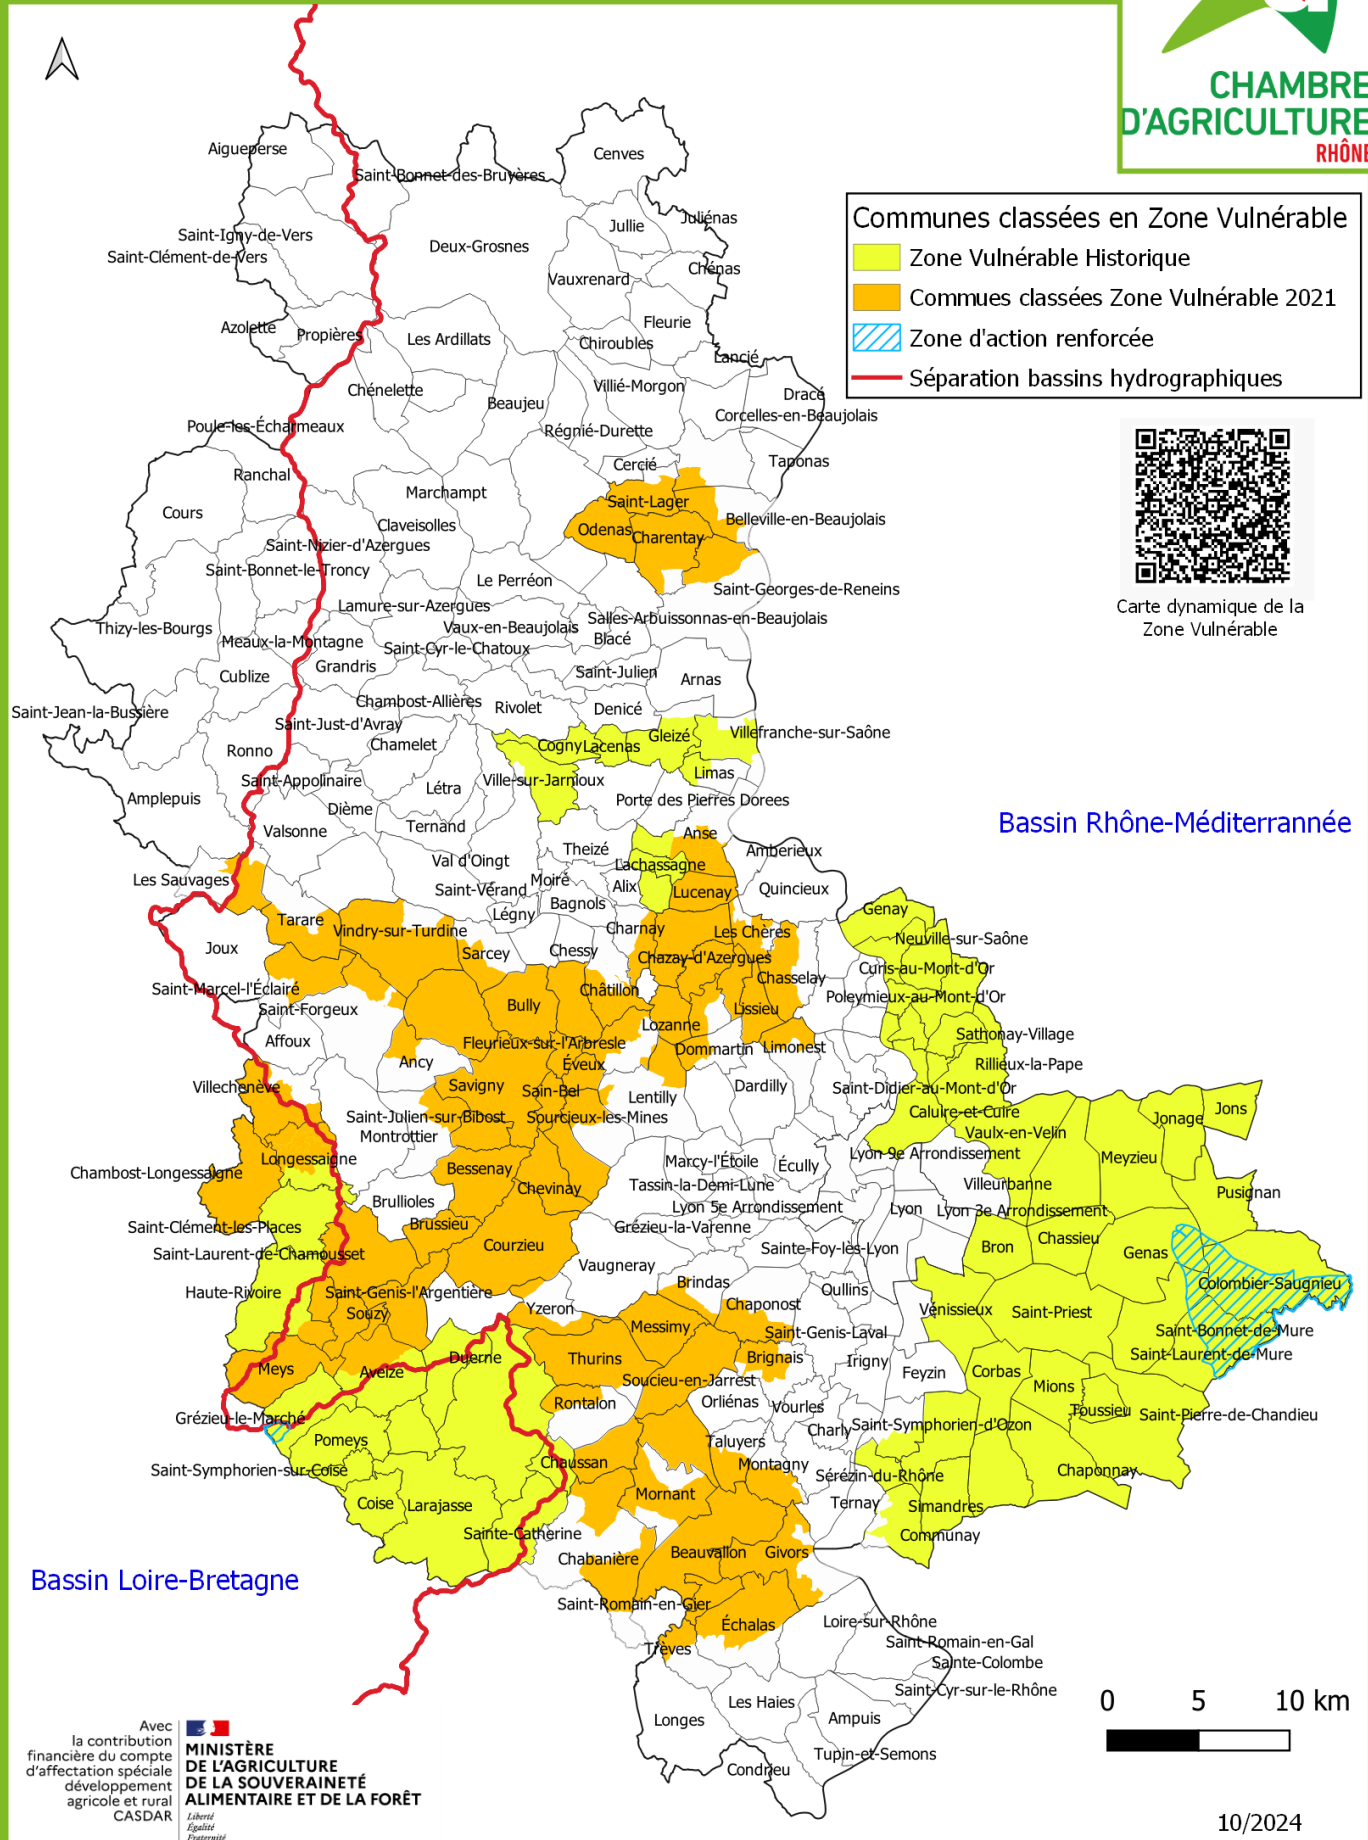 CHAMBRE
D'AGRICULTURE
RHÔNE
Communes classées en Zone Vulnérable
Zone Vulnérable Historique
Commues classées Zone Vulnérable 2021
Zone d'action renforcée
Séparation bassins hydrographiques
Carte dynamique de la
Zone Vulnérable
Aigueperse
Cenves
Saint-Bonnet-des-Bruyères
Juliénas
Jullie
Saint-Igny-de-Vers
Deux-Grosnes
Saint-Clément-de-Vers
Chénas
Vauxrenard
Fleurie
Azolette
Propières
Les Ardillats
Chiroubles
Lancié
Villié-Morgon
Chénelette
Dracé
Beaujeu
Corcelles-en-Beaujolais
Poule-les-Écharmeaux
Régnié-Durette
Taponas
Cercié
Ranchal
Marchampt
Saint-Lager
Cours
Belleville-en-Beaujolais
Claveisolles
Odenas
Charentay
Saint-Nizier-d'Azergues
Saint-Bonnet-le-Troncy
Le Perréon
Saint-Georges-de-Reneins
Lamure-sur-Azergues
Salles-Arbuissonnas-en-Beaujolais
Thizy-les-Bourgs
Vaux-en-Beaujolais
Blacé
Meaux-la-Montagne
Saint-Cyr-le-Chatoux
Grandris
Saint-Julien
Cublize
Arnas
Chambost-Allières
Rivolet
Denicé
Saint-Jean-la-Bussière
Saint-Just-d'Avray
Villefranche-sur-Saône
Gleizé
Chamelet
Cogny
Lacenas
Ronno
Limas
Saint-Appolinaire
Ville-sur-Jarnioux
Létra
Amplepuis
Porte des Pierres Dorees
Dième
Bassin Rhône-Méditerrannée
Ternand
Valsonne
Anse
Theizé
Amberieux
Val d'Oingt
Lachassagne
Les Sauvages
Moiré
Saint-Vérand
Alix
Quincieux
Lucenay
Bagnols
Genay
Légny
Tarare
Charnay
Vindry-sur-Turdine
Les Chères
Neuville-sur-Saône
Joux
Sarcey
Chessy
Chazay-d'Azergues
Curis-au-Mont-d'Or
Chasselay
Saint-Marcel-l'Éclairé
Châtillon
Poleymieux-au-Mont-d'Or
Bully
Saint-Forgeux
Lissieu
Lozanne
Affoux
Fleurieux-sur-l'Arbresle
Sathonay-Village
Dommartin
Limonest
Ancy
Éveux
Rillieux-la-Pape
Villechenève
Savigny
Sain-Bel
Dardilly
Saint-Didier-au-Mont-d'Or
Lentilly
Jons
Saint-Julien-sur-Bibost
Sourcieux-les-Mines
Caluire-et-Cuire
Jonage
Montrottier
Vaulx-en-Velin
Longessaigne
Marcy-l'Étoile
Écully
Lyon 9e Arrondissement
Meyzieu
Chambost-Longessaigne
Bessenay
Chevinay
Tassin-la-Demi-Lune
Villeurbanne
Pusignan
Brullioles
Lyon 5e Arrondissement
Lyon
Lyon 3e Arrondissement
Saint-Clément-les-Places
Brussieu
Grézieu-la-Varenne
Chassieu
Courzieu
Sainte-Foy-lès-Lyon
Bron
Genas
Saint-Laurent-de-Chamousset
Vaugneray
Brindas
Colombier-Saugnieu
Haute-Rivoire
Saint-Genis-l'Argentière
Oullins
Souzy
Yzeron
Chaponost
Vénissieux
Saint-Priest
Messimy
Saint-Genis-Laval
Saint-Bonnet-de-Mure
Thurins
Brignais
Irigny
Saint-Laurent-de-Mure
Meys
Duerne
Aveize
Feyzin
Corbas
Soucieu-en-Jarrest
Mions
Rontalon
Orliénas
Vourles
Toussieu
Saint-Pierre-de-Chandieu
Grézieu-le-Marché
Charly
Saint-Symphorien-d'Ozon
Pomeys
Taluyers
Saint-Symphorien-sur-Coise
Chaussan
Montagny
Sérézin-du-Rhône
Chaponnay
Mornant
Coise
Larajasse
Ternay
Simandres
Sainte-Catherine
Communay
Beauvallon
Givors
Chabanière
Bassin Loire-Bretagne
Saint-Romain-en-Gier
Échalas
Loire-sur-Rhône
Trèves
Saint-Romain-en-Gal
Sainte-Colombe
Saint-Cyr-sur-le-Rhône
Les Haies
Longes
Ampuis
Tupin-et-Semons
Condrieu
0 5 10 km
Avec
la contribution
financière du compte
d'affectation spéciale
développement
agricole et rural
CASDAR
MINISTÈRE
DE L'AGRICULTURE
DE LA SOUVERAINETÉ
ALIMENTAIRE ET DE LA FORÊT
Liberté
Égalité
Fraternité
10/2024